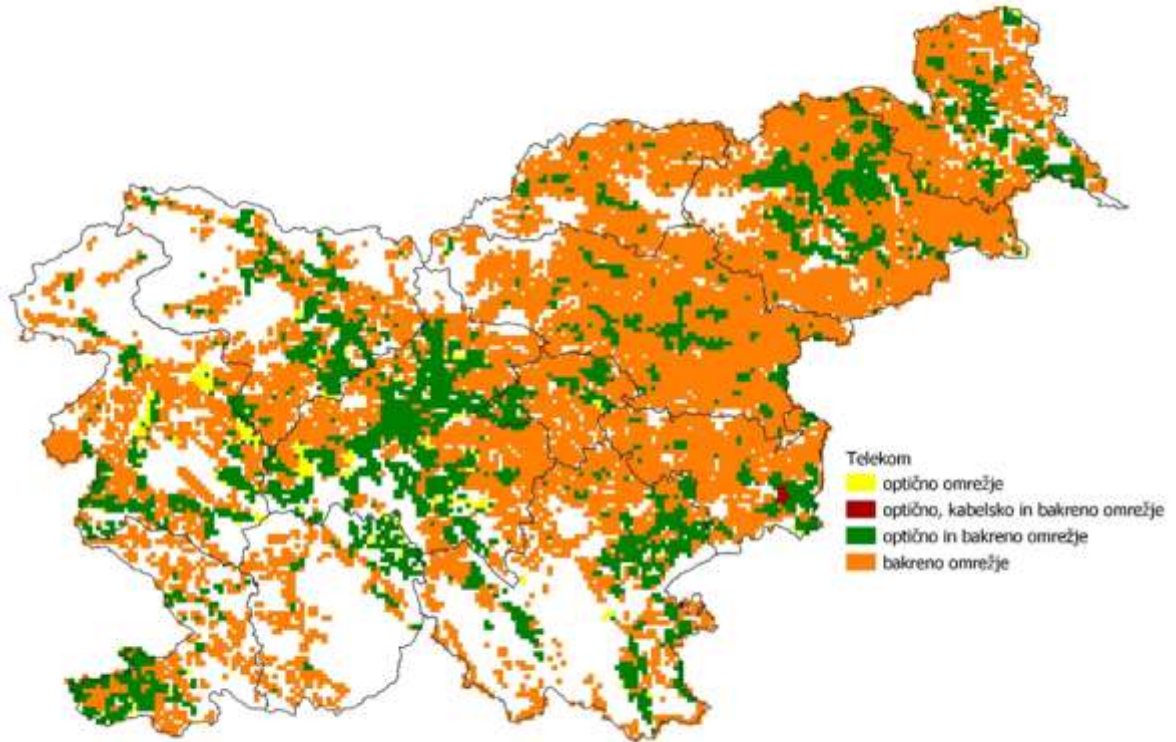 Telekom
optično omrežje
optično, kabelsko in bakreno omrežje
optično in bakreno omrežje
bakreno omrežje